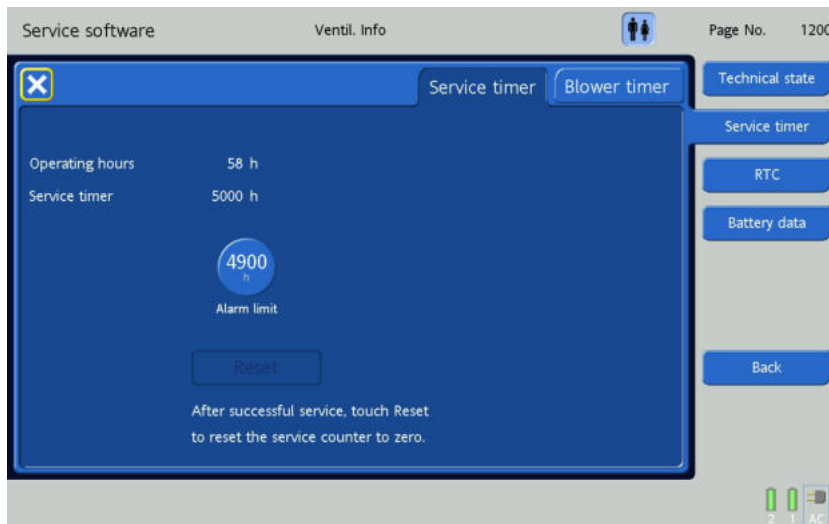 Service software Ventil. Info Page No. 1200
Service timer Blower timer
Technical state
Service timer
RTC
Battery data
Back
Operating hours 58 h
Service timer 5000 h
4900
h
Alarm limit
Reset
After successful service, touch Reset
to reset the service counter to zero.
2 1 AC